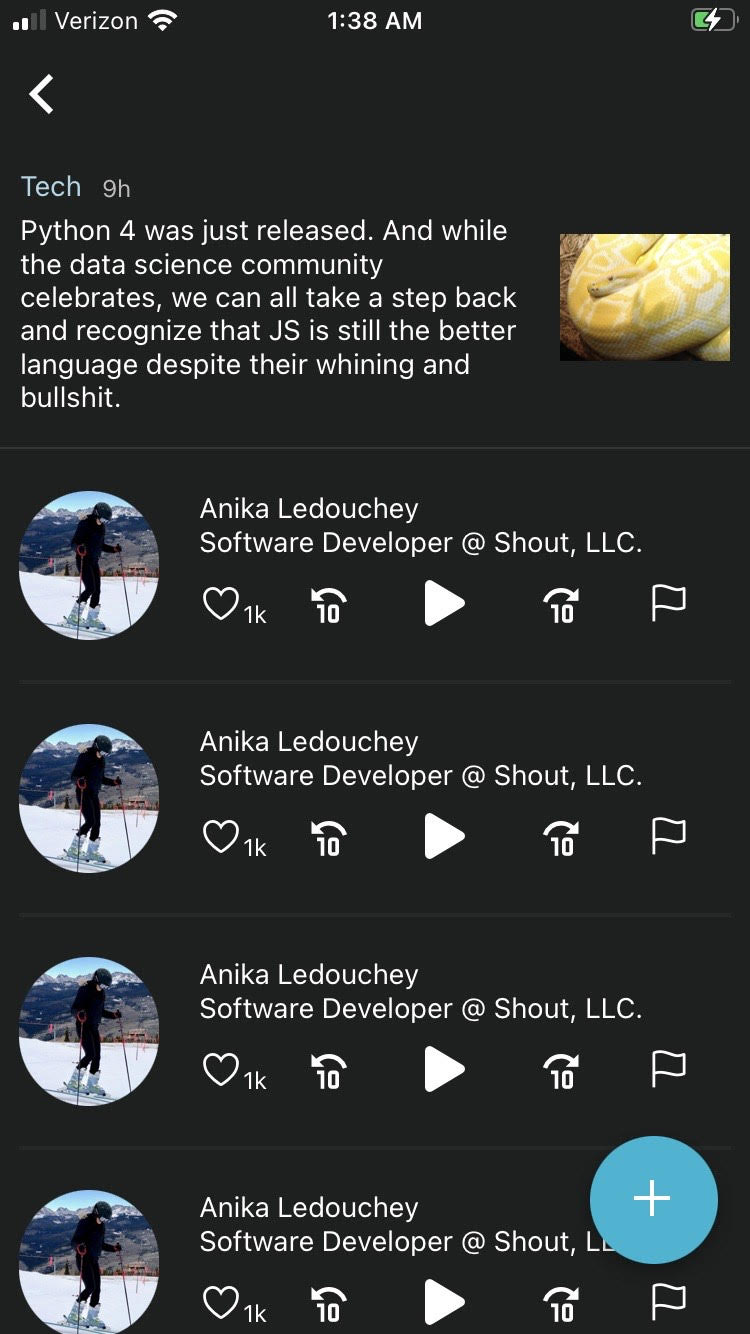 Verizon 1:38 AM
Tech 9h
Python 4 was just released. And while
the data science community
celebrates, we can all take a step back
and recognize that JS is still the better
language despite their whining and
bullshit.
Anika Ledouchey
Software Developer @ Shout, LLC.
1k 10 10
Anika Ledouchey
Software Developer @ Shout, LLC.
1k 10 10
Anika Ledouchey
Software Developer @ Shout, LLC.
1k 10 10
Anika Ledouchey
Software Developer @ Shout,
1k 10 10